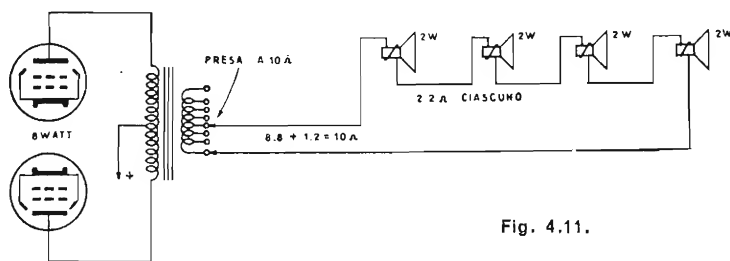 2W 2W 2W 2W
PRESA A 10 Ω
2.2 Ω CIASCUNO
8 WATT
8.8 + 1.2 = 10 Ω
+
Fig. 4.11.